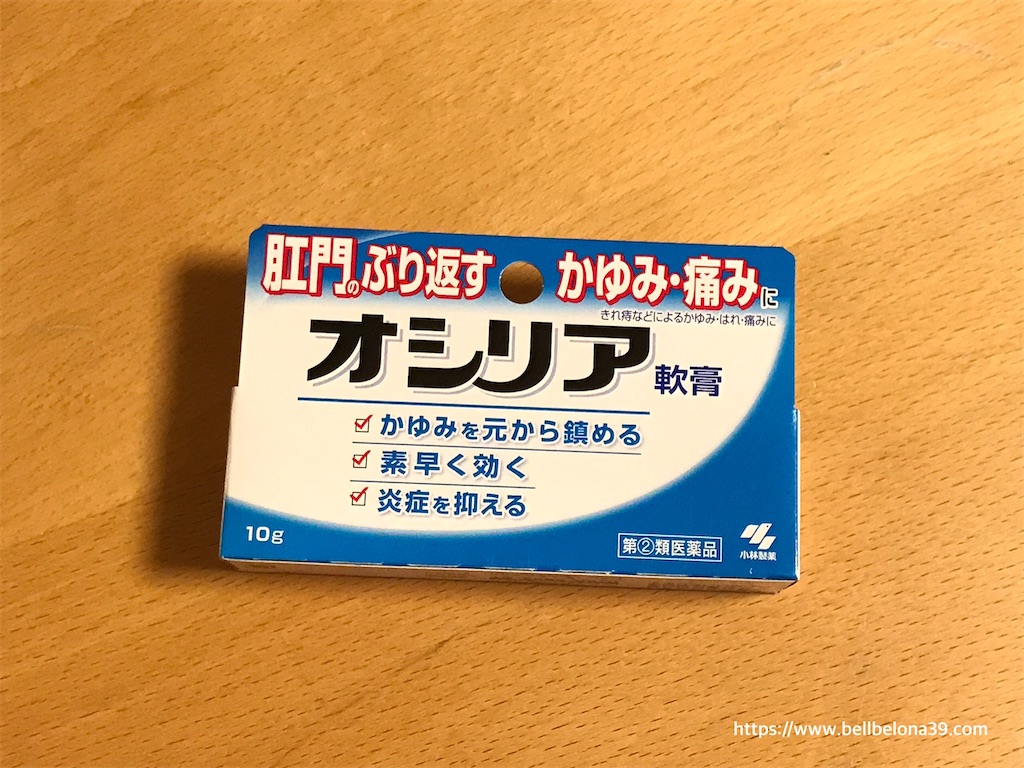 肛門のぶり返す かゆみ・痛みに
きれ痔などによるかゆみ・はれ・痛みに
オシリア軟膏
かゆみを元から鎮める
素早く効く
炎症を抑える
10g
第②類医薬品
小林製薬
https://www.bellbelona39.com